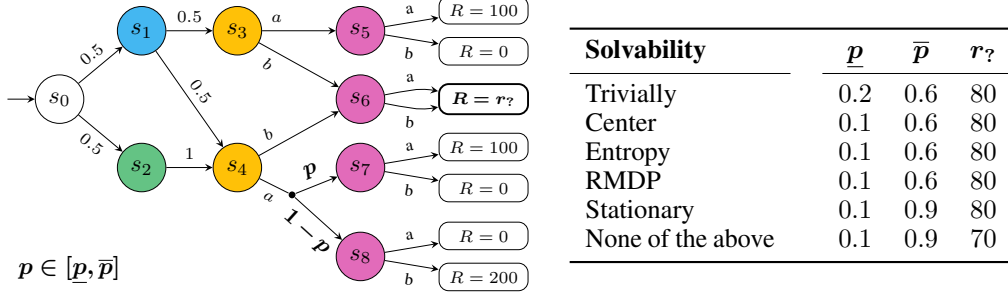 0.5
0.5
s₁
0.5
0.5
s₃
a
b
s₅
a
b
R = 100
R = 0
s₀
s₆
a
b
R = r?
s₂
1
s₄
b
a
p
1 − p
s₇
a
b
R = 100
R = 0
s₈
a
b
R = 0
R = 200
p ∈ [p̲, p̅]
Solvability p̲ p̅ r?
Trivially 0.2 0.6 80
Center 0.1 0.6 80
Entropy 0.1 0.6 80
RMDP 0.1 0.6 80
Stationary 0.1 0.9 80
None of the above 0.1 0.9 70